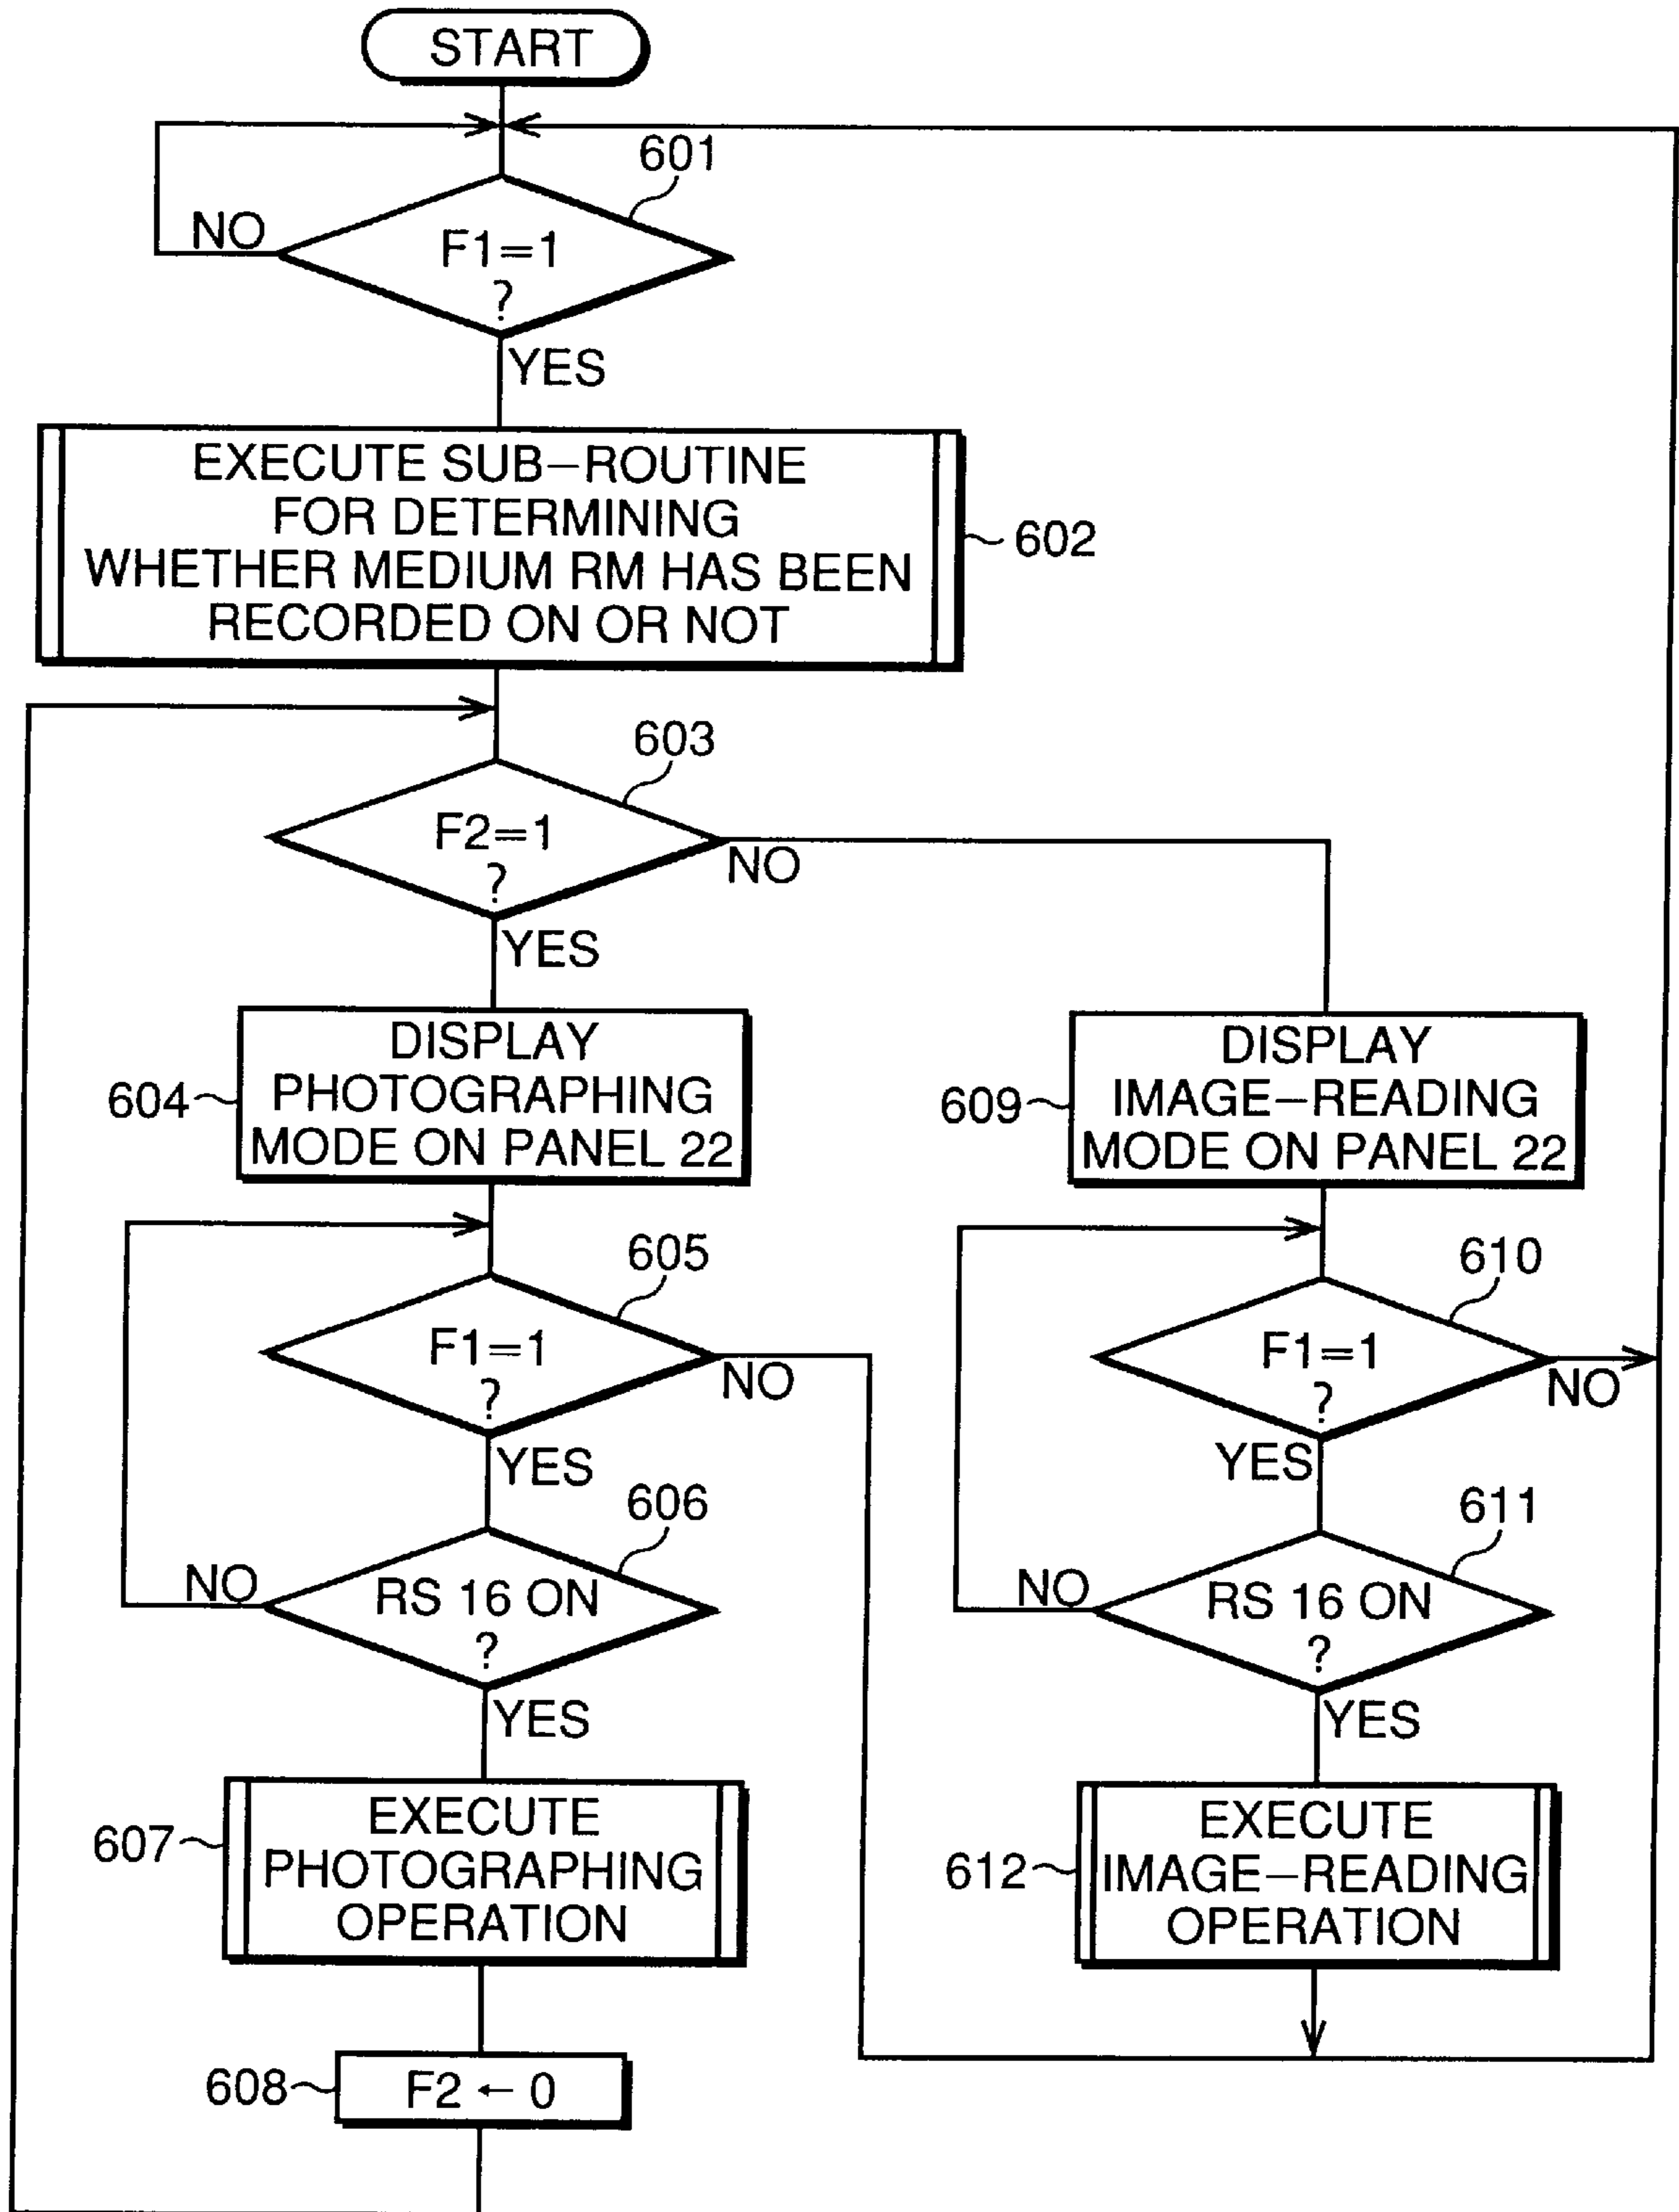 START
601
NO
F1=1
?
YES
EXECUTE SUB-ROUTINE
FOR DETERMINING
WHETHER MEDIUM RM HAS BEEN
RECORDED ON OR NOT
602
603
F2=1
?
NO
YES
DISPLAY
PHOTOGRAPHING
MODE ON PANEL 22
604
605
F1=1
?
NO
YES
606
NO
RS 16 ON
?
YES
607
EXECUTE
PHOTOGRAPHING
OPERATION
608
F2 ← 0
609
DISPLAY
IMAGE-READING
MODE ON PANEL 22
610
F1=1
?
NO
YES
611
NO
RS 16 ON
?
YES
612
EXECUTE
IMAGE-READING
OPERATION